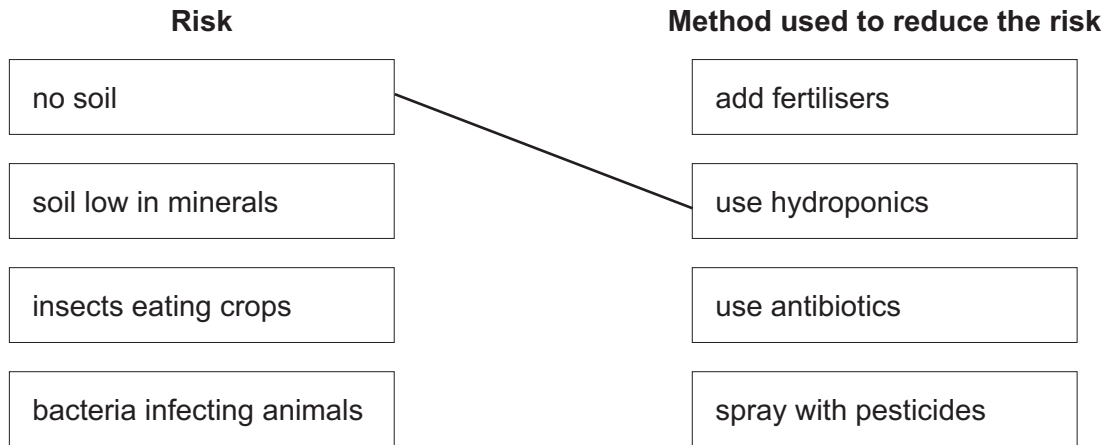 Risk
Method used to reduce the risk
no soil
add fertilisers
soil low in minerals
use hydroponics
insects eating crops
use antibiotics
bacteria infecting animals
spray with pesticides